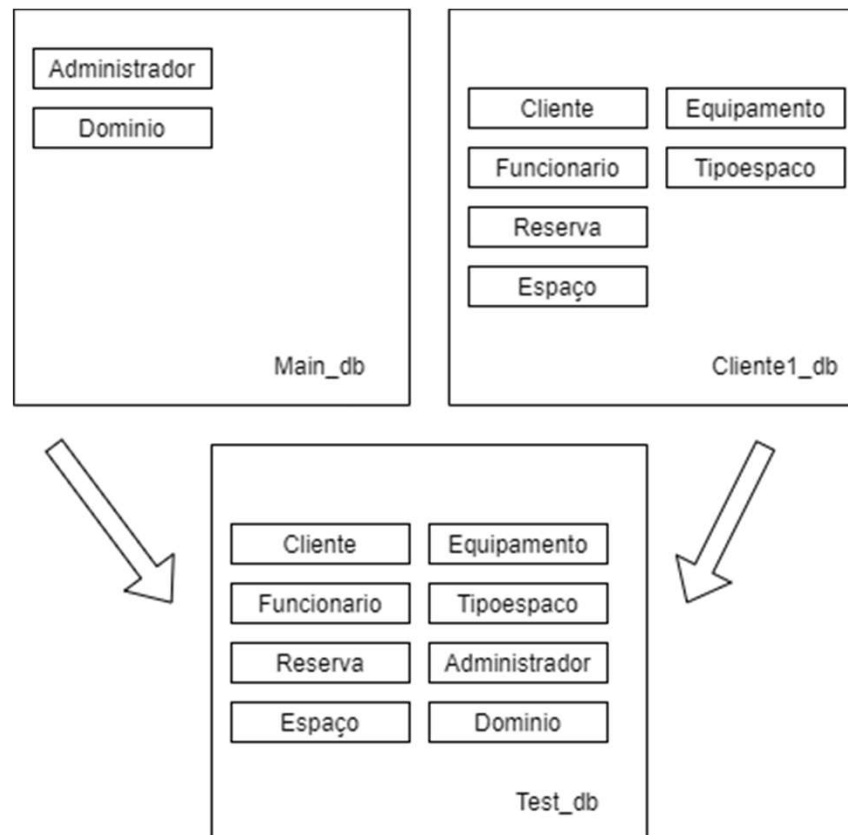 Administrador
Dominio
Main_db
Cliente
Equipamento
Funcionario
Tipoespaco
Reserva
Espaço
Cliente1_db
Cliente
Equipamento
Funcionario
Tipoespaco
Reserva
Administrador
Espaço
Dominio
Test_db